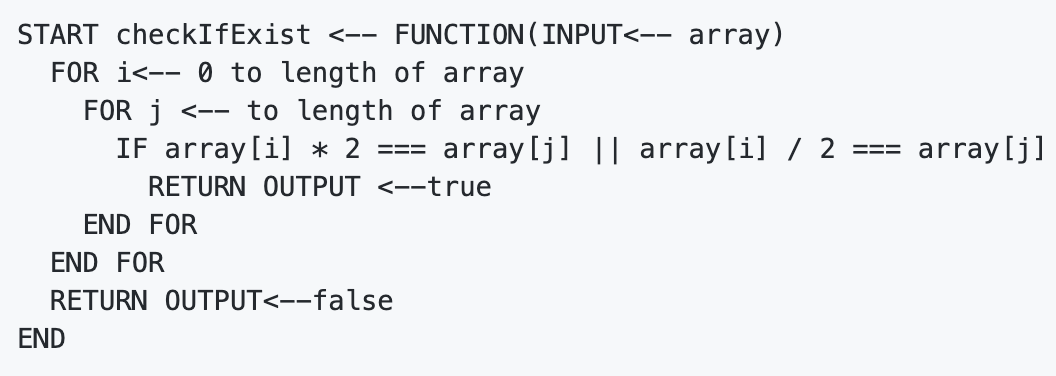 START checkIfExist <-- FUNCTION(INPUT<-- array)
  FOR i<-- 0 to length of array
    FOR j <-- to length of array
      IF array[i] * 2 === array[j] || array[i] / 2 === array[j]
        RETURN OUTPUT <--true
    END FOR
  END FOR
  RETURN OUTPUT<--false
END